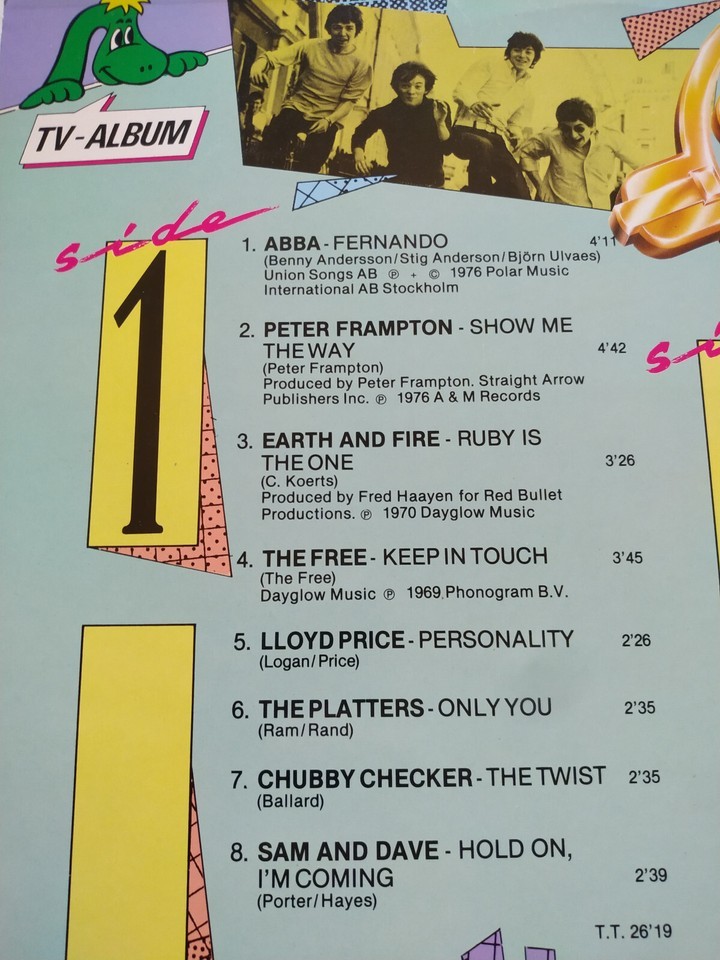 TV-ALBUM
side
1
1. ABBA - FERNANDO 4'11
(Benny Andersson/Stig Anderson/Björn Ulvaes)
Union Songs AB ℗ + © 1976 Polar Music
International AB Stockholm
2. PETER FRAMPTON - SHOW ME
THE WAY 4'42
(Peter Frampton)
Produced by Peter Frampton. Straight Arrow
Publishers Inc. ℗ 1976 A & M Records
3. EARTH AND FIRE - RUBY IS
THE ONE 3'26
(C. Koerts)
Produced by Fred Haayen for Red Bullet
Productions. ℗ 1970 Dayglow Music
4. THE FREE - KEEP IN TOUCH 3'45
(The Free)
Dayglow Music ℗ 1969 Phonogram B.V.
5. LLOYD PRICE - PERSONALITY 2'26
(Logan/Price)
6. THE PLATTERS - ONLY YOU 2'35
(Ram/Rand)
7. CHUBBY CHECKER - THE TWIST 2'35
(Ballard)
8. SAM AND DAVE - HOLD ON,
I'M COMING 2'39
(Porter/Hayes)
T.T. 26'19
si